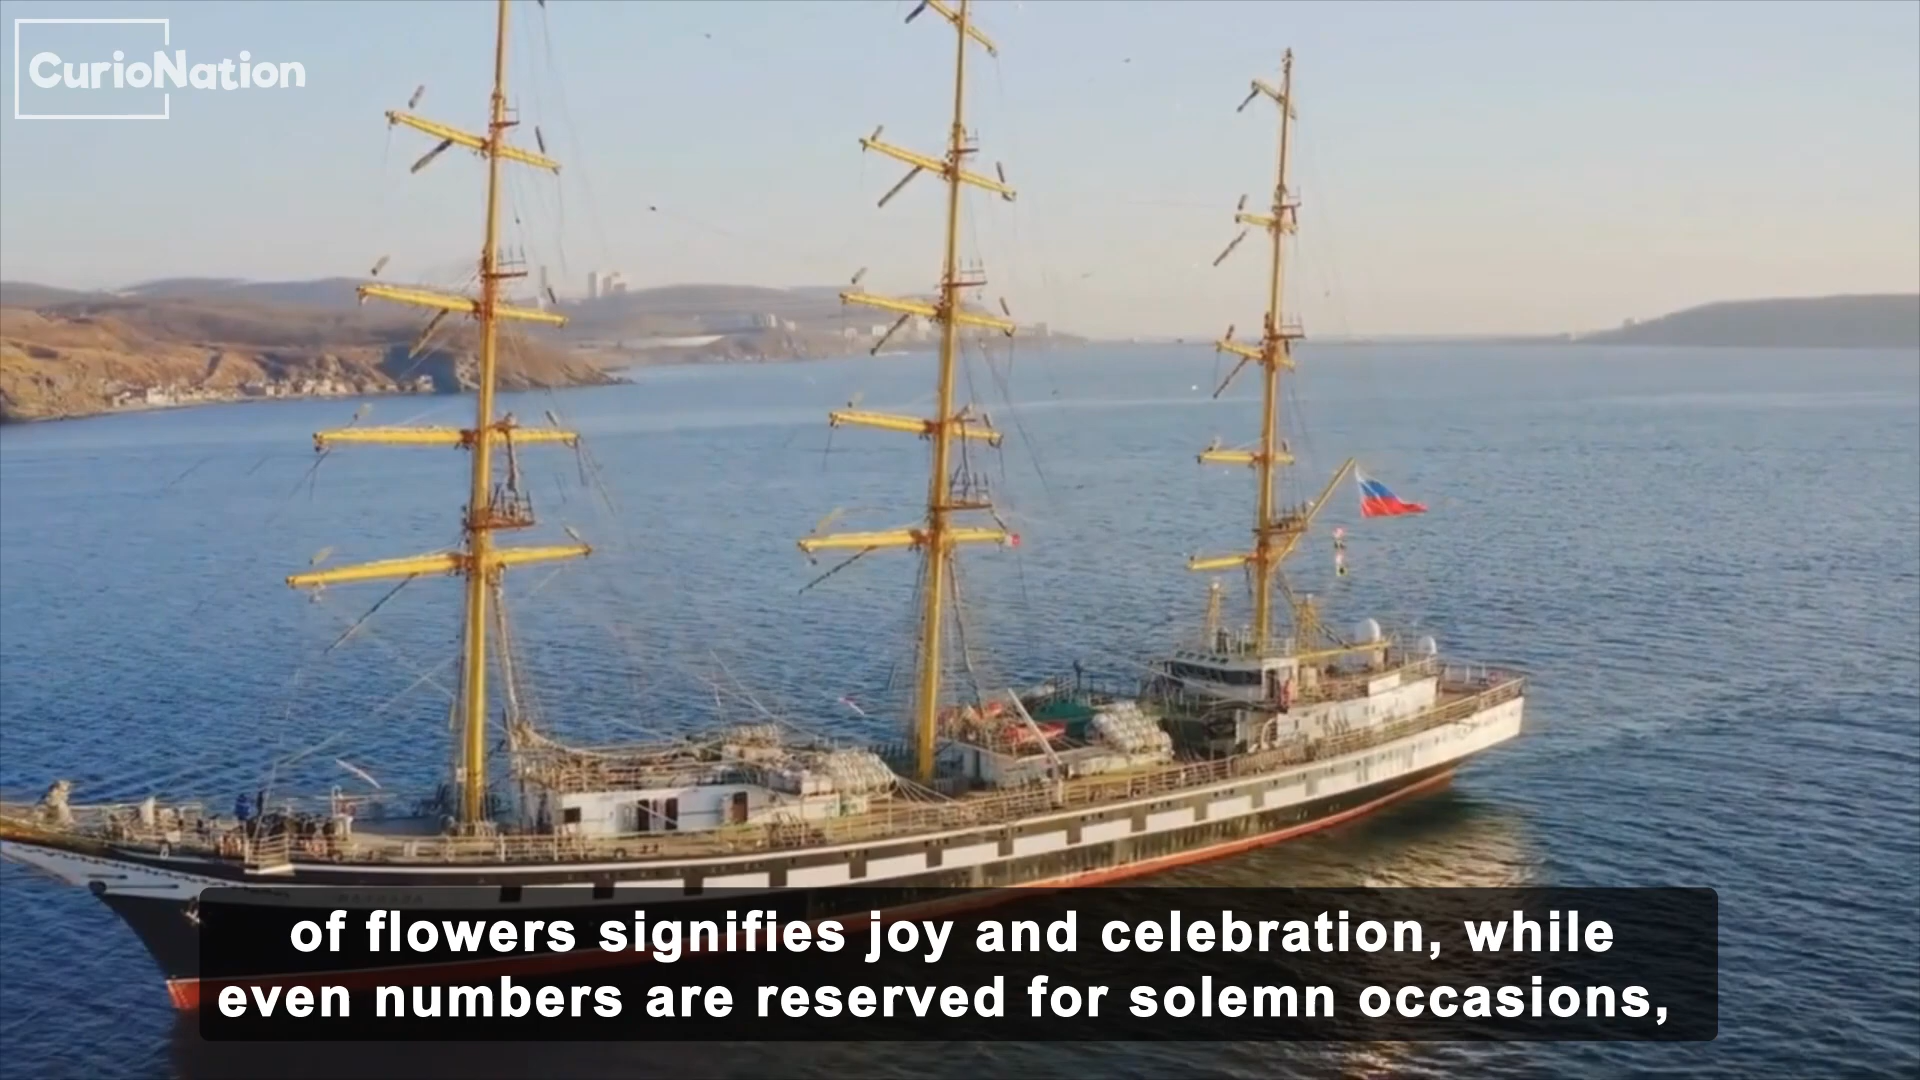 CurioNation
of flowers signifies joy and celebration, while
even numbers are reserved for solemn occasions,